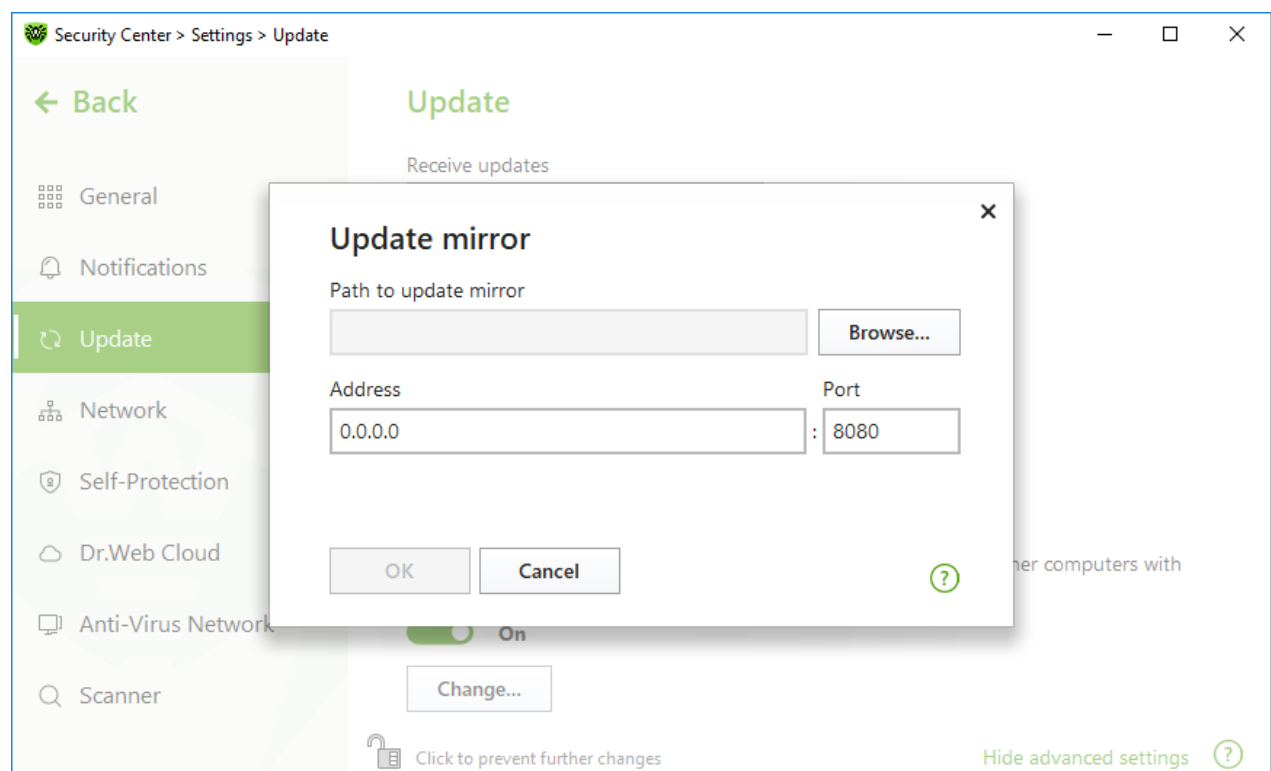 Security Center > Settings > Update
Back
General
Notifications
Update
Network
Self-Protection
Dr.Web Cloud
Anti-Virus Network
Scanner
Update
Receive updates
Update mirror
Path to update mirror
Browse...
Address
Port
0.0.0.0 : 8080
OK
Cancel
?
computers with
On
Change...
Click to prevent further changes
Hide advanced settings ?